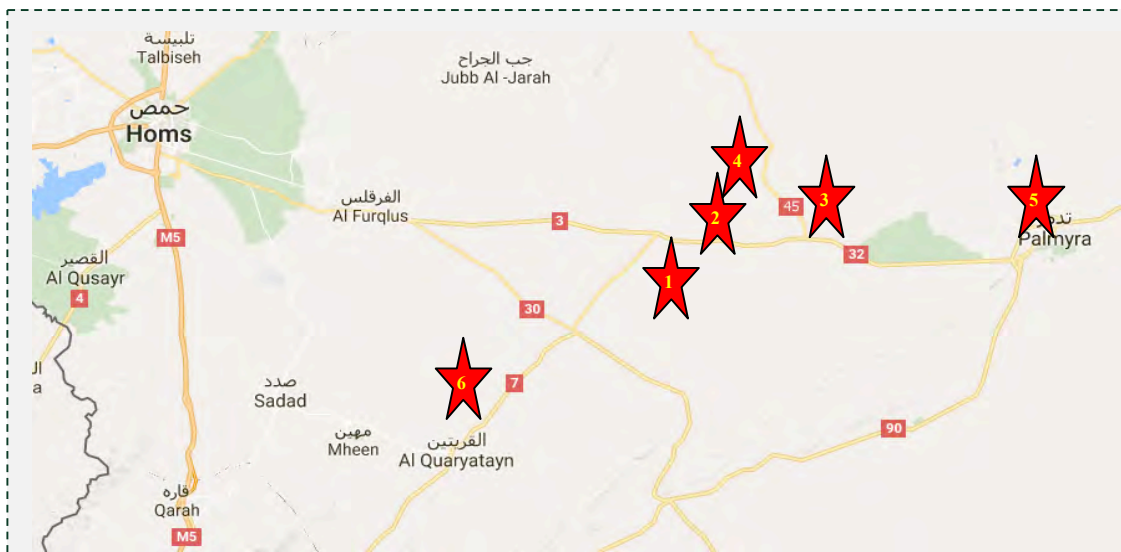 تلبيسة
Talbiseh
جب الجراح
Jubb Al -Jarah
حمص
Homs
4
2
3
45
5
الفرقلس
Al Furqlus
3
تدمر
Palmyra
M5
32
القصير
Al Qusayr
4
1
30
6
7
صدد
Sadad
90
مهين
Mheen
القريتين
Al Quaryatayn
قاره
Qarah
M5